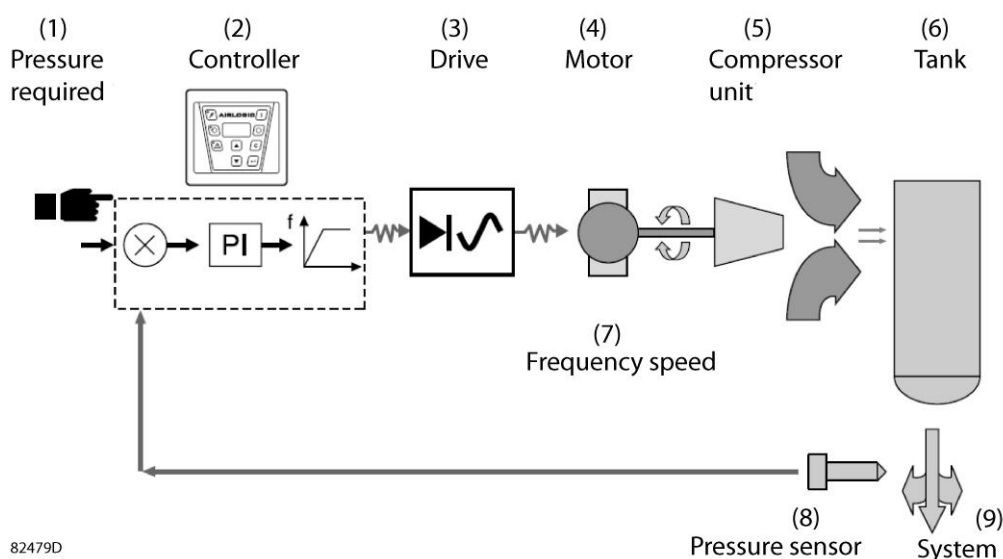 (1)
Pressure
required
(2)
Controller
(3)
Drive
(4)
Motor
(5)
Compressor
unit
(6)
Tank
AIRLOGIC
f
PI
(7)
Frequency speed
(8)
Pressure sensor
(9)
System
82479D